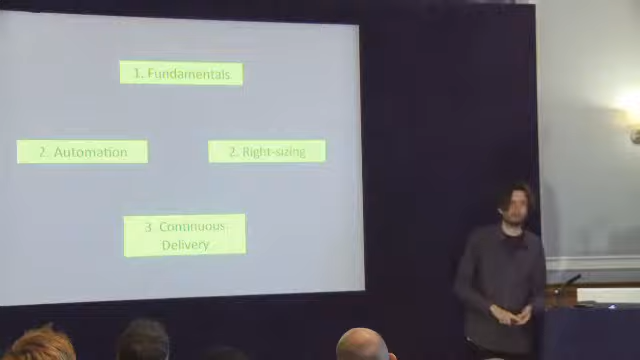 1. Fundamentals
2. Automation
2. Right-sizing
3. Continuous
Delivery